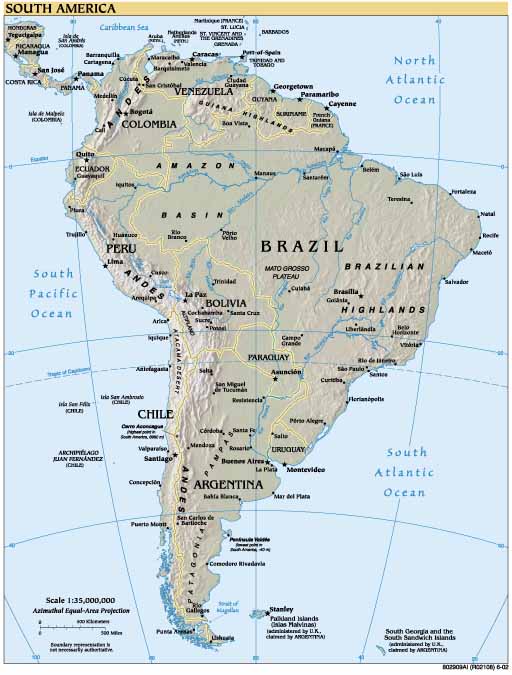 SOUTH AMERICA
Caribbean Sea
HONDURAS
Tegucigalpa
NICARAGUA
Managua
San José
COSTA RICA
Panama
PANAMA
Isla de
San Andrés
(COLOMBIA)
Aruba
(NETH.)
Netherlands
Antilles
(NETH.)
Martinique (FRANCE)
ST. LUCIA
ST. VINCENT AND
THE GRENADINES
GRENADA
BARBADOS
Port-of-Spain
TRINIDAD AND
TOBAGO
Barranquilla
Cartagena
Maracaibo
Caracas
Valencia
Barquisimeto
Cúcuta
San Cristóbal
Ciudad
Guayana
VENEZUELA
Medellín
Isla de Malpelo
(COLOMBIA)
Bogotá
Cali
COLOMBIA
ANDES
Georgetown
Paramaribo
Cayenne
GUYANA
SURINAME
French
Guiana
(FRANCE)
GUIANA HIGHLANDS
Boa Vista
North
Atlantic
Ocean
Equator
Quito
ECUADOR
Guayaquil
Iquitos
AMAZON
BASIN
Manaus
Santarém
Macapá
Belém
São Luís
Teresina
Fortaleza
Natal
Recife
Maceió
Salvador
Piura
Trujillo
Huánuco
PERU
Lima
Cusco
Arequipa
ANDES
Rio
Branco
Pôrto
Velho
BRAZIL
MATO GROSSO
PLATEAU
Cuiabá
BRAZILIAN
HIGHLANDS
Brasília
Goiânia
Uberlândia
Belo
Horizonte
Vitória
Campo
Grande
Rio de Janeiro
São Paulo
Santos
Curitiba
Florianópolis
Pôrto Alegre
South
Pacific
Ocean
Trinidad
La Paz
BOLIVIA
Cochabamba
Santa Cruz
Sucre
Potosí
ALTIPLANO
Arica
Iquique
ATACAMA DESERT
Antofagasta
Tropic of Capricorn
PARAGUAY
Asunción
Salta
San Miguel
de Tucumán
Resistencia
Isla San Félix
(CHILE)
Isla San Ambrosio
(CHILE)
CHILE
Cerro Aconcagua
(highest point in
South America, 6962 m)
Valparaíso
Santiago
ARCHIPIÉLAGO
JUAN FERNÁNDEZ
(CHILE)
Concepción
Puerto Montt
Córdoba
Santa Fe
Mendoza
Rosario
Salto
URUGUAY
Buenos Aires
La Plata
Montevideo
PAMPAS
ARGENTINA
Mar del Plata
Bahía Blanca
ANDES
San Carlos de
Bariloche
PATAGONIA
Península Valdés
(lowest point in
South America, -40 m)
Comodoro Rivadavia
South
Atlantic
Ocean
Río
Gallegos
Strait of
Magellan
Punta Arenas
Ushuaia
Stanley
Falkland Islands
(Islas Malvinas)
(administered by U.K.,
claimed by ARGENTINA)
South Georgia and the
South Sandwich Islands
(administered by U.K.,
claimed by ARGENTINA)
Scale 1:35,000,000
Azimuthal Equal-Area Projection
0 500 Kilometers
0 500 Miles
Boundary representation is
not necessarily authoritative.
802909AI (R02108) 6-02